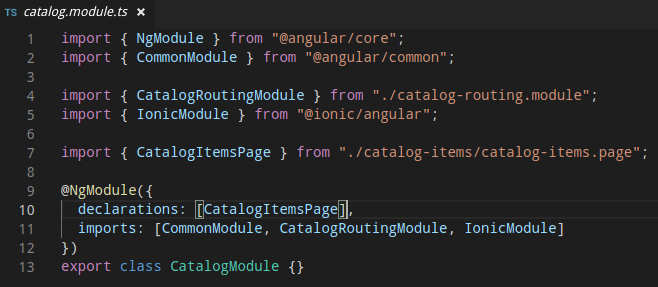 TS catalog.module.ts ×
1 import { NgModule } from "@angular/core";
2 import { CommonModule } from "@angular/common";
3
4 import { CatalogRoutingModule } from "./catalog-routing.module";
5 import { IonicModule } from "@ionic/angular";
6
7 import { CatalogItemsPage } from "./catalog-items/catalog-items.page";
8
9 @NgModule({
10   declarations: [CatalogItemsPage],
11   imports: [CommonModule, CatalogRoutingModule, IonicModule]
12 })
13 export class CatalogModule {}